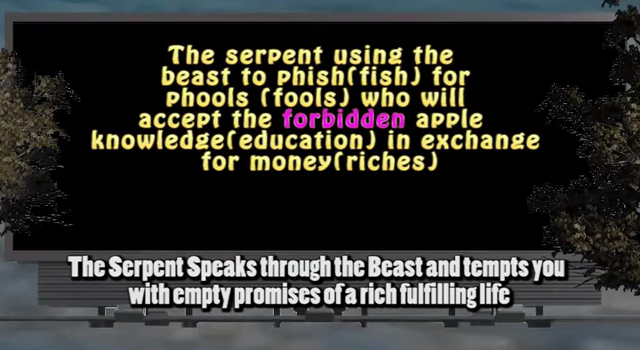 The serpent using the
beast to phish(fish) for
phools (fools) who will
accept the forbidden apple
knowledge(education) in exchange
for money(riches)
The Serpent Speaks through the Beast and tempts you
with empty promises of a rich fulfilling life